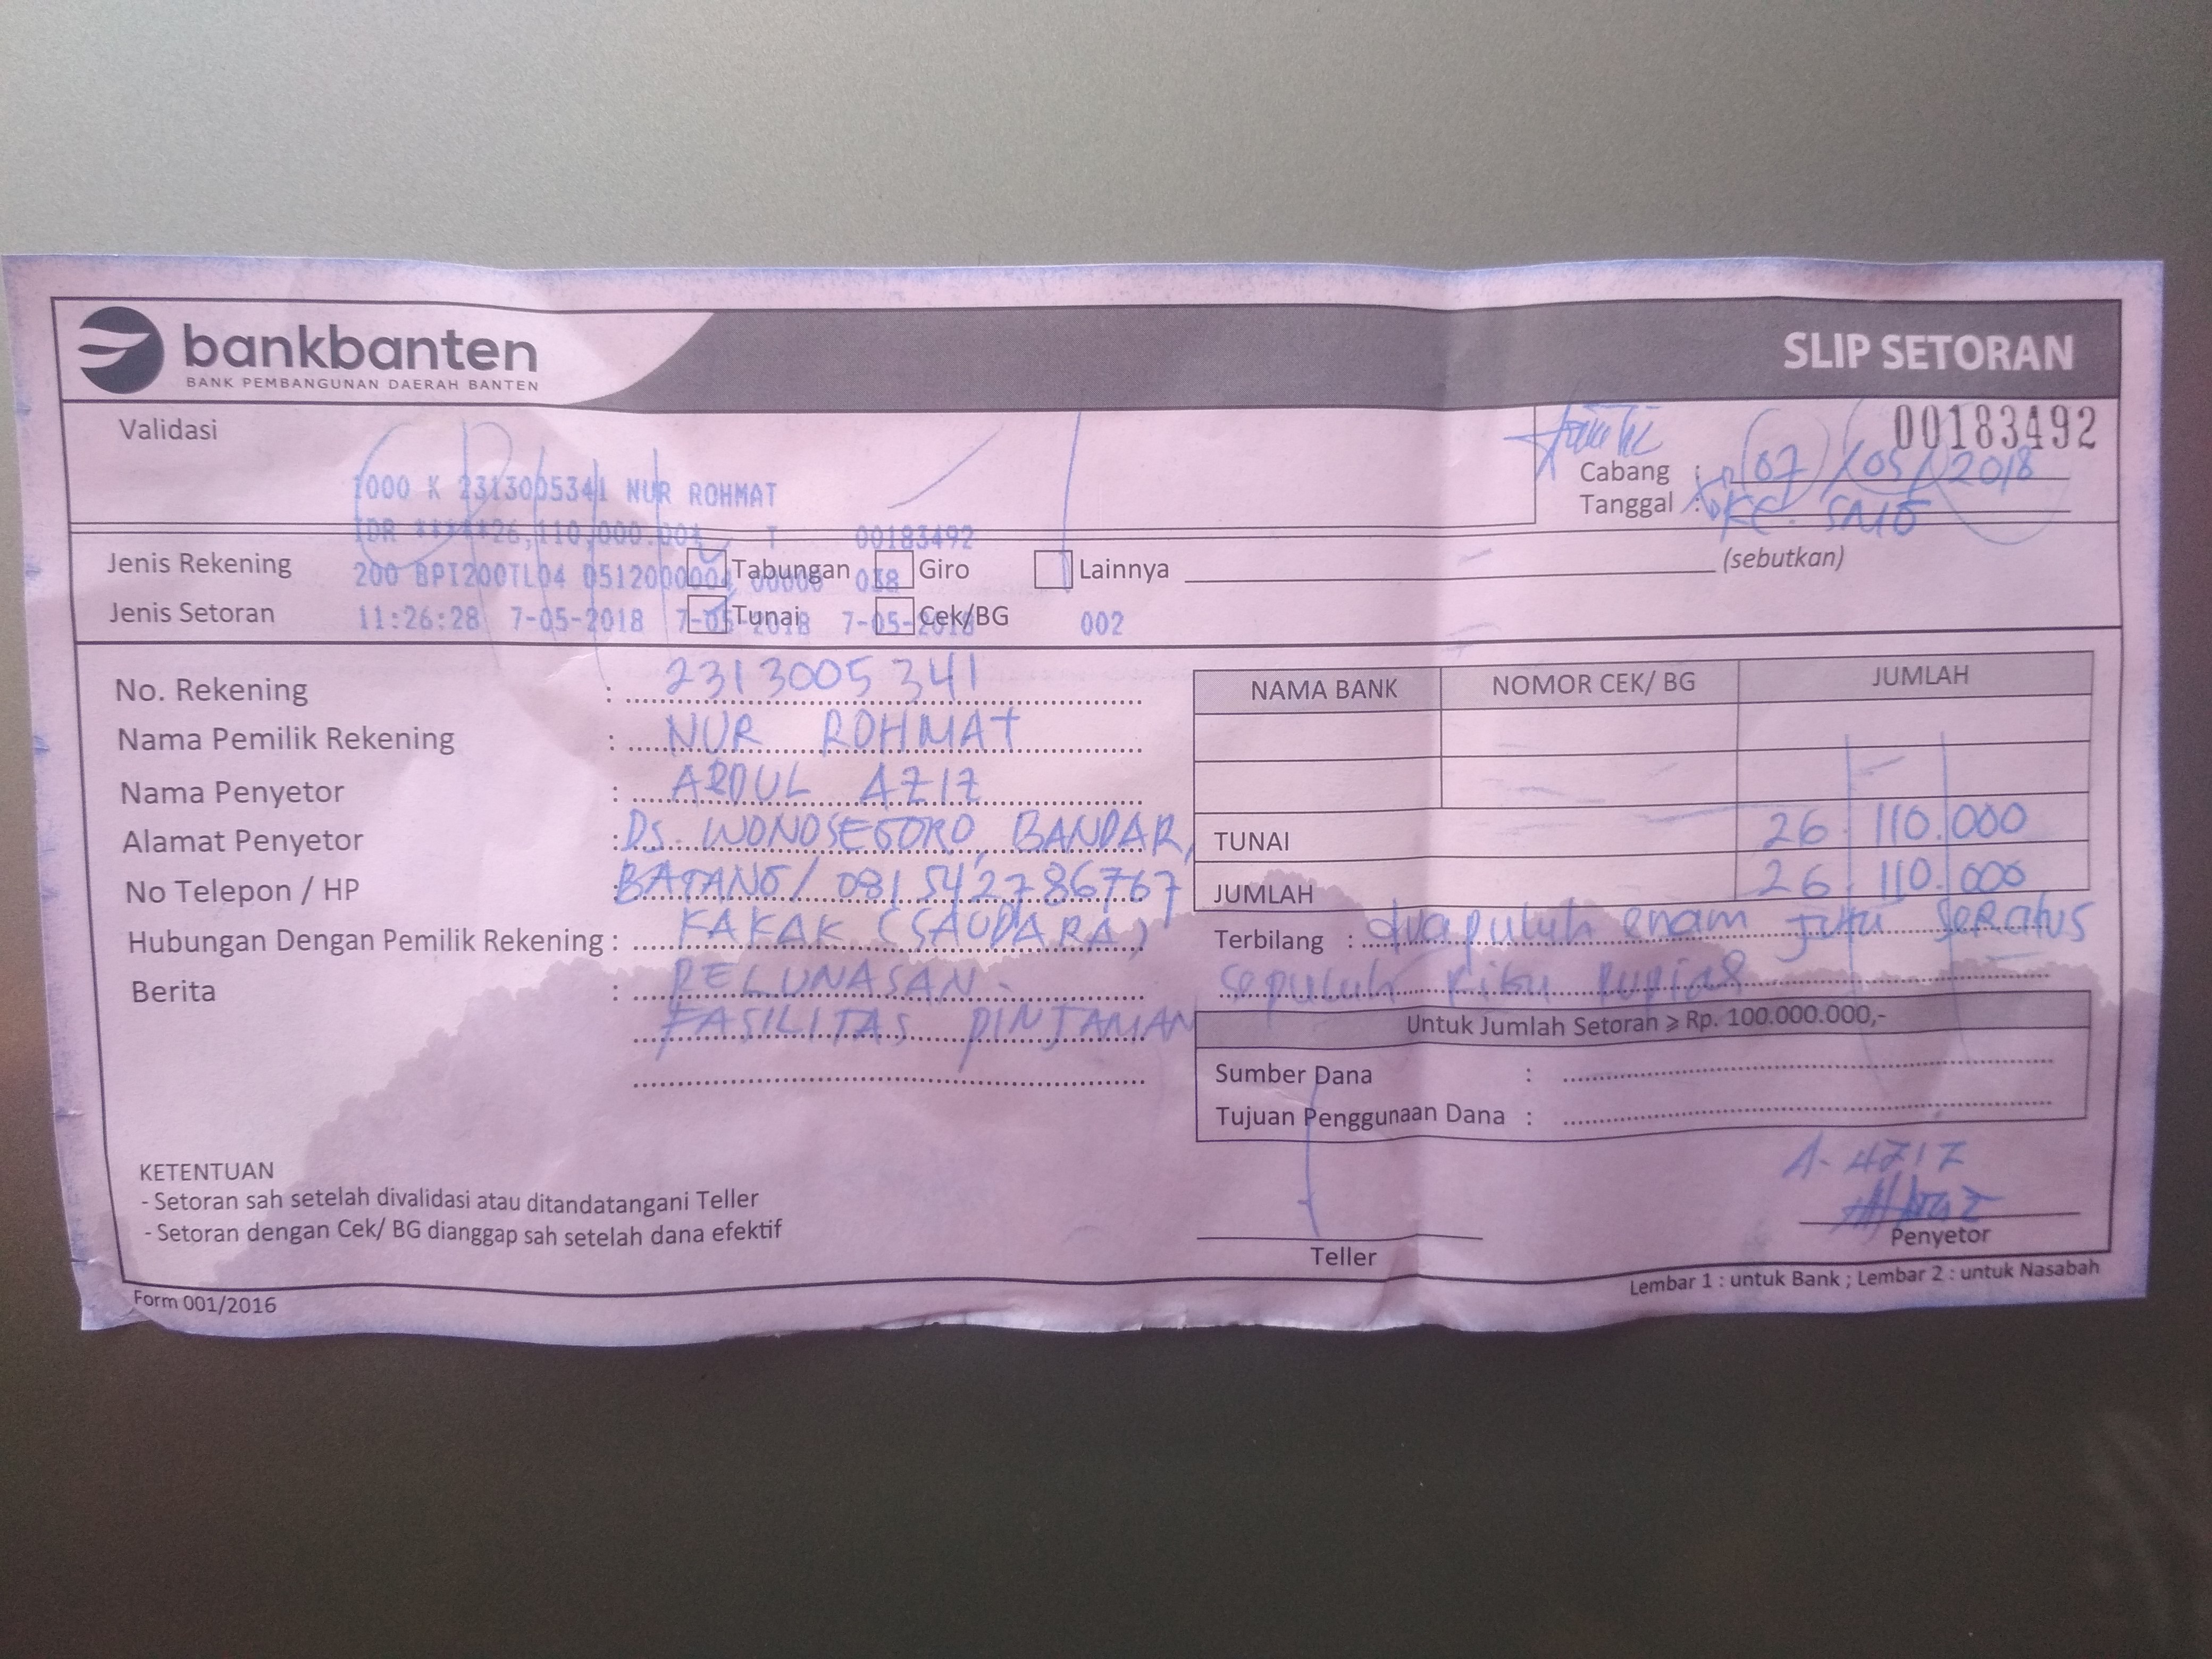 bankbanten
BANK PEMBANGUNAN DAERAH BANTEN
SLIP SETORAN
Validasi
00183492
Cabang : 07/05/2018
Tanggal : KC. SMG
1000 K 2313005341 NUR ROHMAT
IDR ******26,110,000.00 T 00183492
200 BPI200TL04 0512000004 00000 038
11:26:28 7-05-2018 7-05-2018 7-05-2018 002
Jenis Rekening Tabungan Giro Lainnya (sebutkan)
Jenis Setoran Tunai Cek/BG
No. Rekening : 2313005341
Nama Pemilik Rekening : NUR ROHMAT
Nama Penyetor : ABDUL AZIZ
Alamat Penyetor : DS. WONOSEGORO, BANDAR,
No Telepon / HP : BATANG / 081542786767
Hubungan Dengan Pemilik Rekening : KAKAK (SAUDARA)
Berita : PELUNASAN
FASILITAS PINJAMAN
NAMA BANK NOMOR CEK/ BG JUMLAH
TUNAI 26.110.000
JUMLAH 26.110.000
Terbilang : duapuluh enam juta seratus
sepuluh ribu rupiah
Untuk Jumlah Setoran ⩾ Rp. 100.000.000,-
Sumber Dana :
Tujuan Penggunaan Dana :
KETENTUAN
- Setoran sah setelah divalidasi atau ditandatangani Teller
- Setoran dengan Cek/ BG dianggap sah setelah dana efektif
A. AZIZ
Teller
Penyetor
Form 001/2016
Lembar 1 : untuk Bank ; Lembar 2 : untuk Nasabah